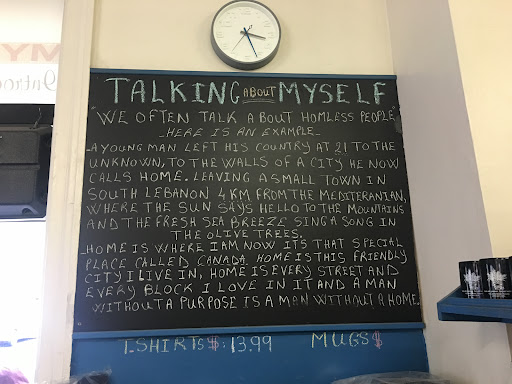 TALKING ABOUT MYSELF
"WE OFTEN TALK ABOUT HOMLESS PEOPLE"
-HERE IS AN EXAMPLE-
-A YOUNG MAN LEFT HIS COUNTRY AT 21 TO THE
UNKNOWN, TO THE WALLS OF A CITY HE NOW
CALLS HOME. LEAVING A SMALL TOWN IN
SOUTH LEBANON 4KM FROM THE MEDITERANIAN,
WHERE THE SUN SAYS HELLO TO THE MOUNTAINS
AND THE FRESH SEA BREEZE SING A SONG IN
THE OLIVE TREES.
-HOME IS WHERE I AM NOW ITS THAT SPECIAL
PLACE CALLED CANADA. HOME IS THIS FRIENDLY
CITY I LIVE IN, HOME IS EVERY STREET AND
EVERY BLOCK I LOVE IN IT AND A MAN
WITHOUT A PURPOSE IS A MAN WITHOUT A HOME.
T.SHIRTS $: 13.99 MUGS $